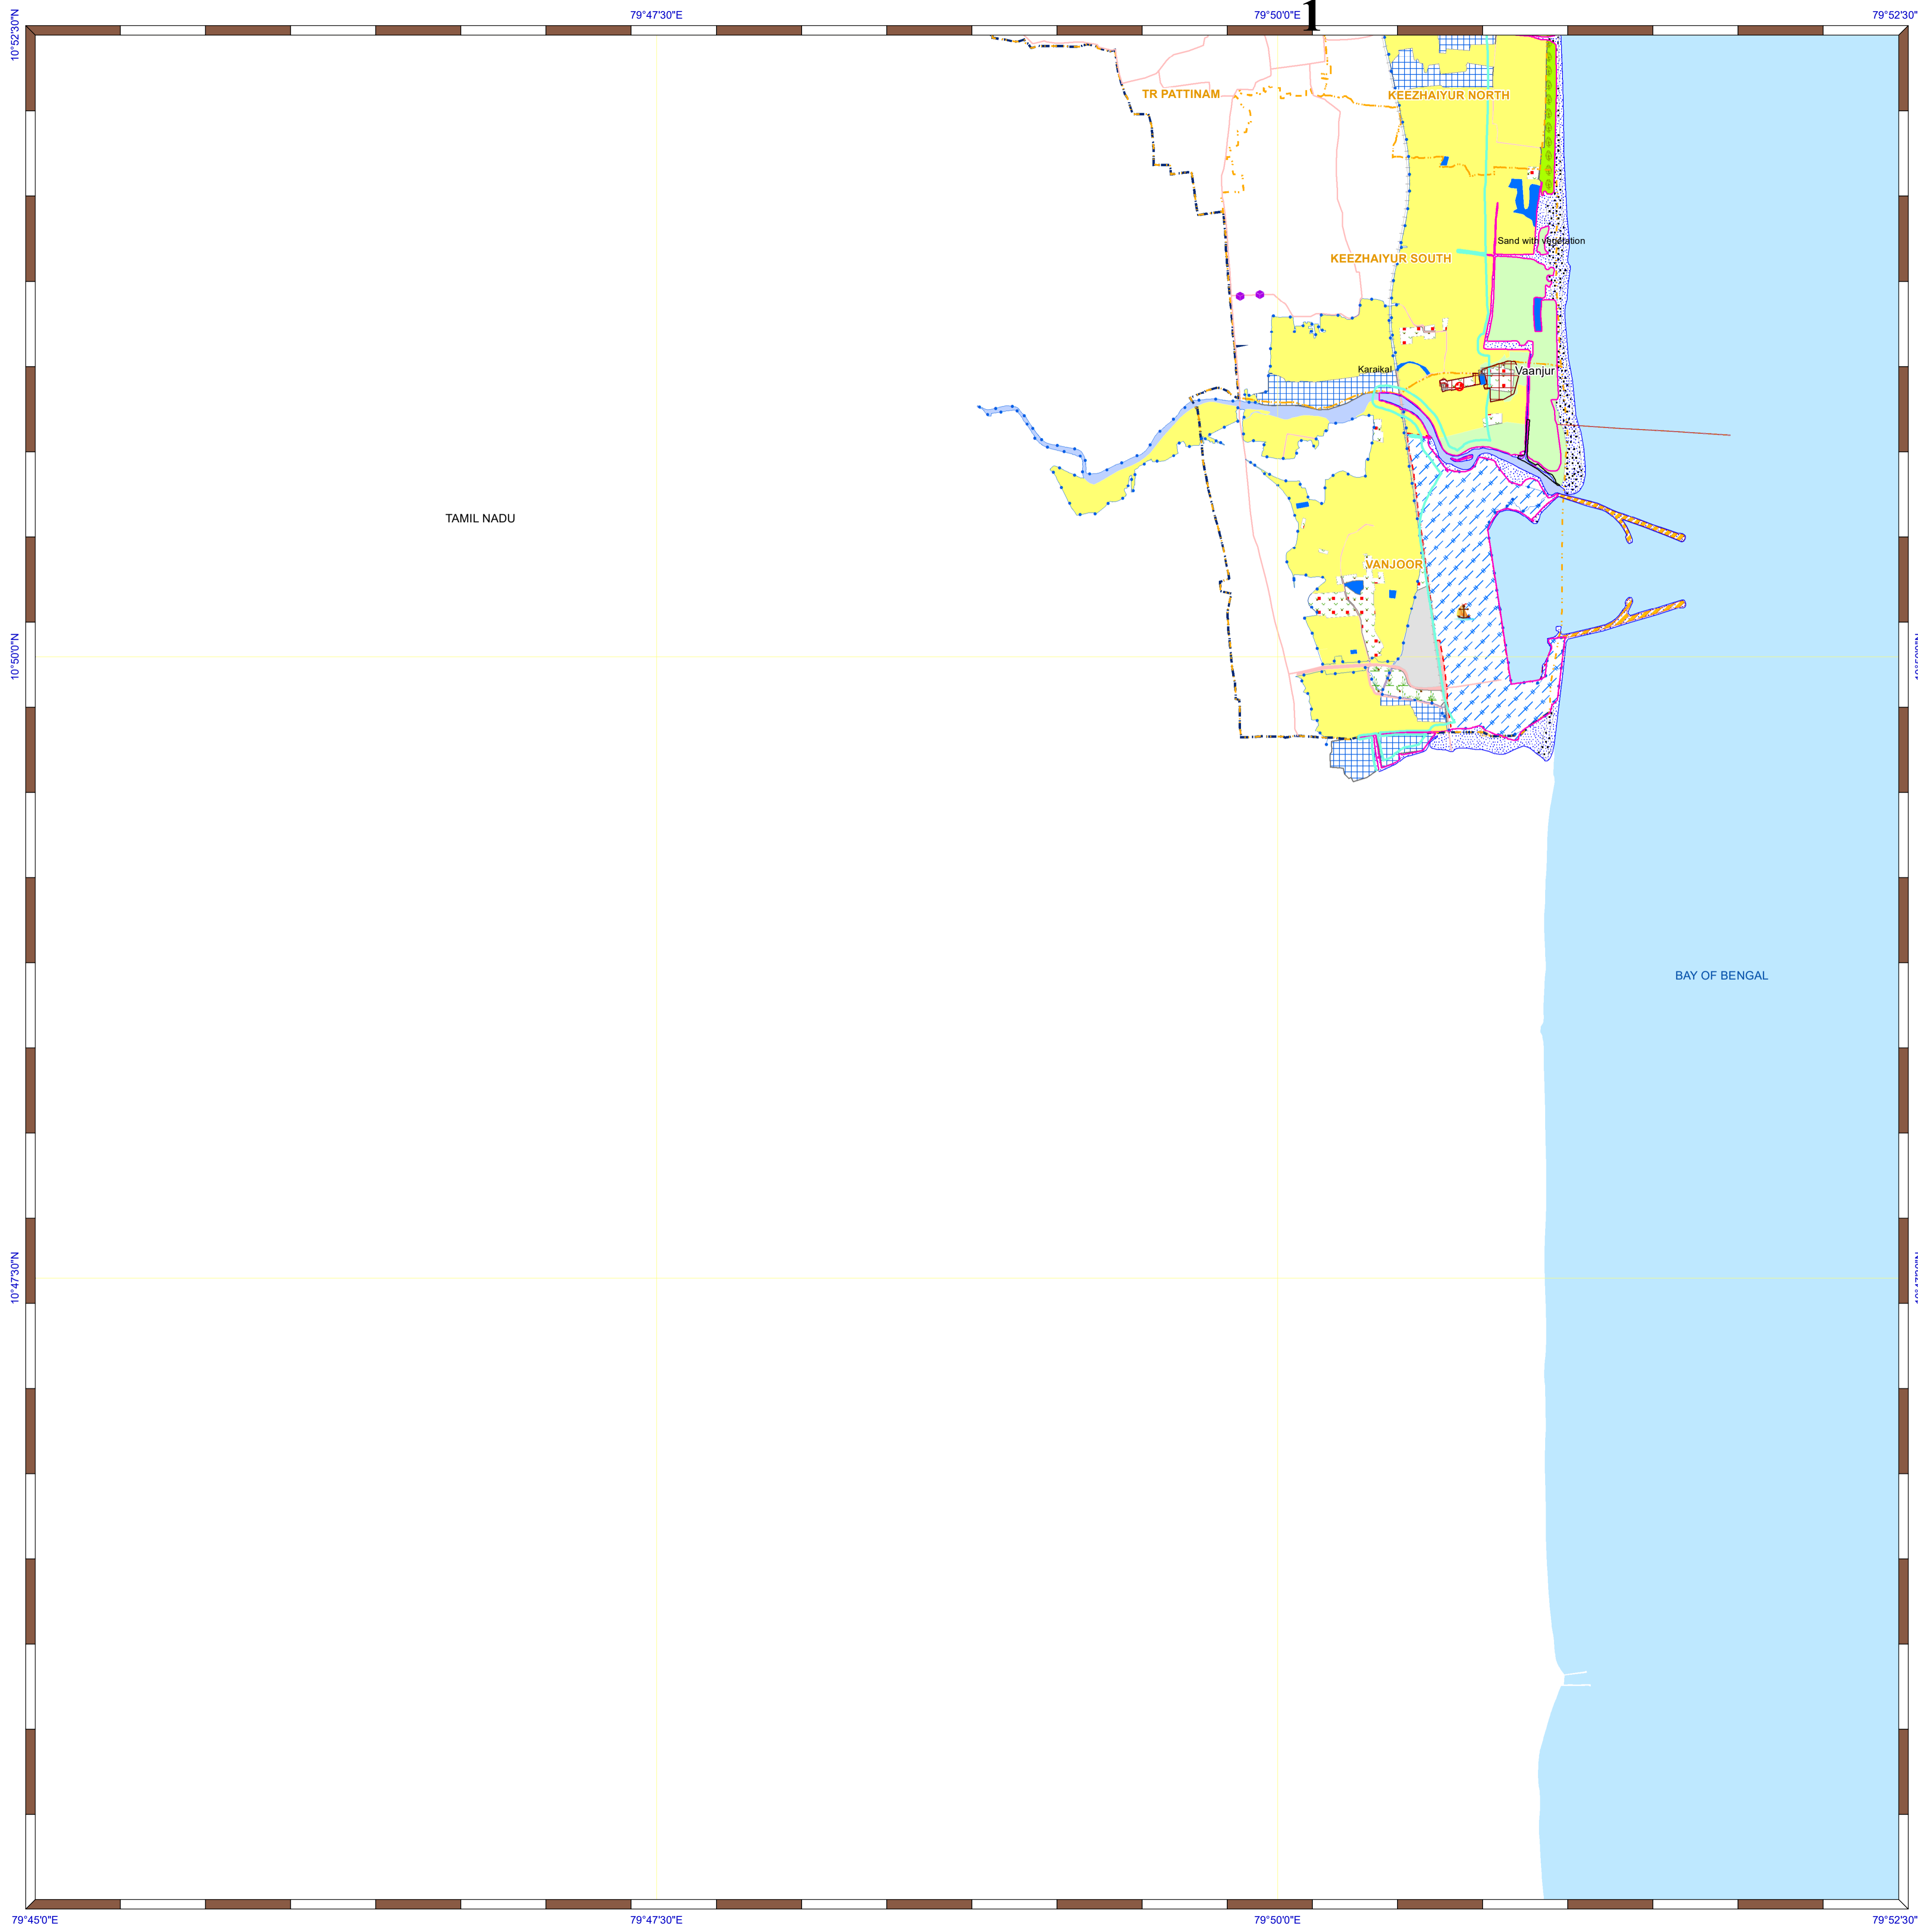 1
79°47'30"E
79°50'0"E
79°52'30"
10°52'30"N
TR PATTINAM
KEEZHAIYUR NORTH
Sand with vegetation
KEEZHAIYUR SOUTH
Karaikal
Vaanjur
TAMIL NADU
VANJOOR
10°50'0"N
BAY OF BENGAL
10°47'30"N
79°45'0"E
79°47'30"E
79°50'0"E
79°52'30"